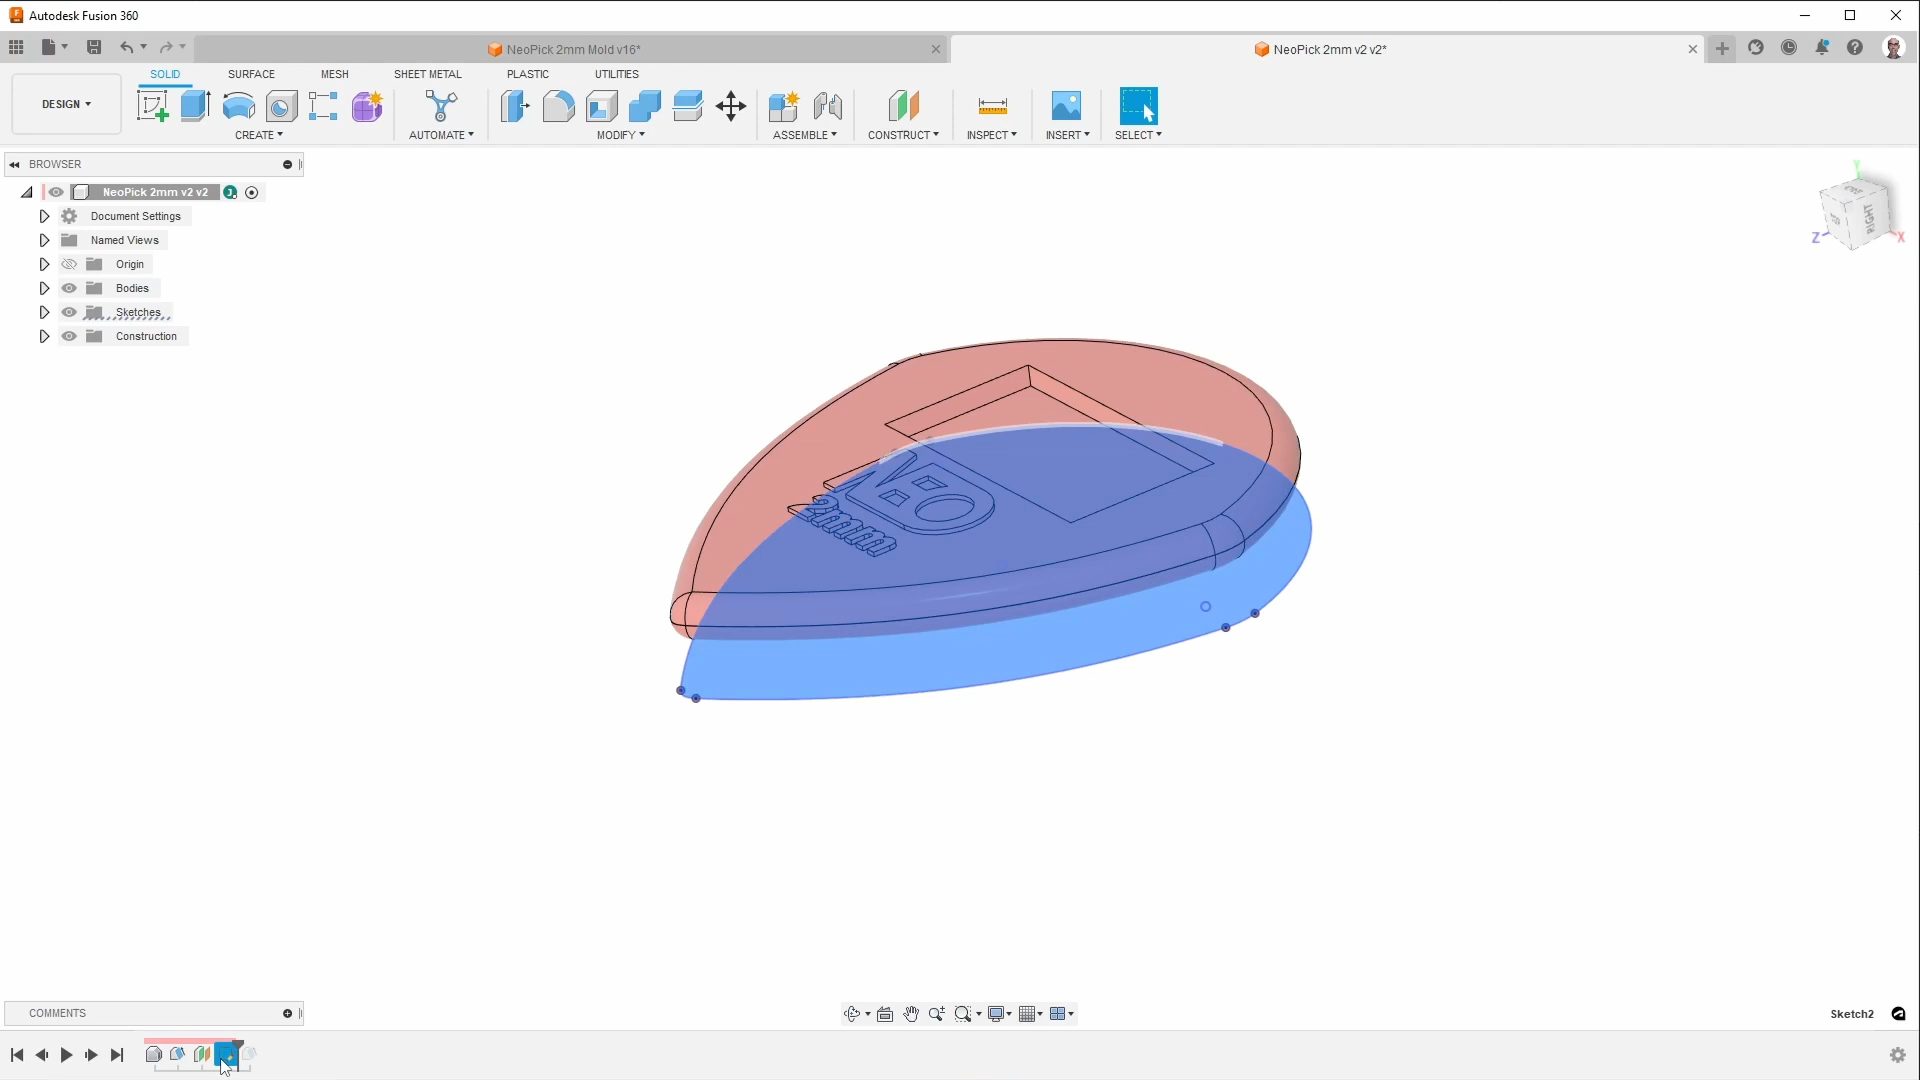 Autodesk Fusion 360
NeoPick 2mm Mold v16*
NeoPick 2mm v2 v2*
SOLID
SURFACE
MESH
SHEET METAL
PLASTIC
UTILITIES
DESIGN
CREATE
AUTOMATE
MODIFY
ASSEMBLE
CONSTRUCT
INSPECT
INSERT
SELECT
BROWSER
NeoPick 2mm v2 v2
Document Settings
Named Views
Origin
Bodies
Sketches
Construction
Y
RIGHT
Z
X
2mm
COMMENTS
Sketch2